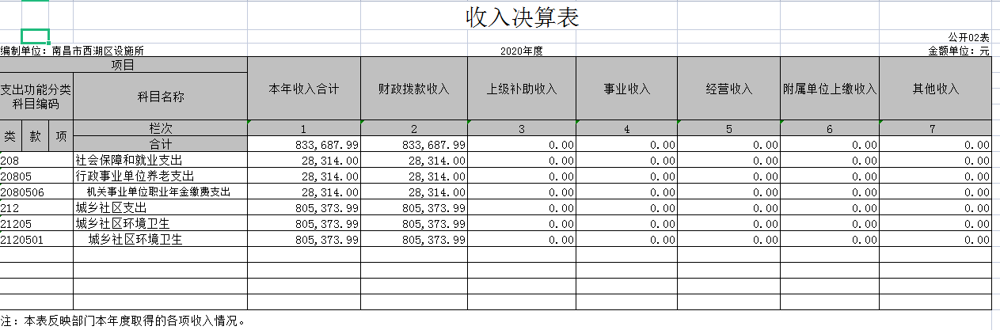 收入决算表
公开02表
编制单位：南昌市西湖区设施所 2020年度 金额单位：元
项目 本年收入合计 财政拨款收入 上级补助收入 事业收入 经营收入 附属单位上缴收入 其他收入
支出功能分类科目编码 科目名称
类 款 项 栏次 1 2 3 4 5 6 7
合计 833,687.99 833,687.99 0.00 0.00 0.00 0.00 0.00
208 社会保障和就业支出 28,314.00 28,314.00 0.00 0.00 0.00 0.00 0.00
20805 行政事业单位养老支出 28,314.00 28,314.00 0.00 0.00 0.00 0.00 0.00
2080506 机关事业单位职业年金缴费支出 28,314.00 28,314.00 0.00 0.00 0.00 0.00 0.00
212 城乡社区支出 805,373.99 805,373.99 0.00 0.00 0.00 0.00 0.00
21205 城乡社区环境卫生 805,373.99 805,373.99 0.00 0.00 0.00 0.00 0.00
2120501 城乡社区环境卫生 805,373.99 805,373.99 0.00 0.00 0.00 0.00 0.00
注：本表反映部门本年度取得的各项收入情况。